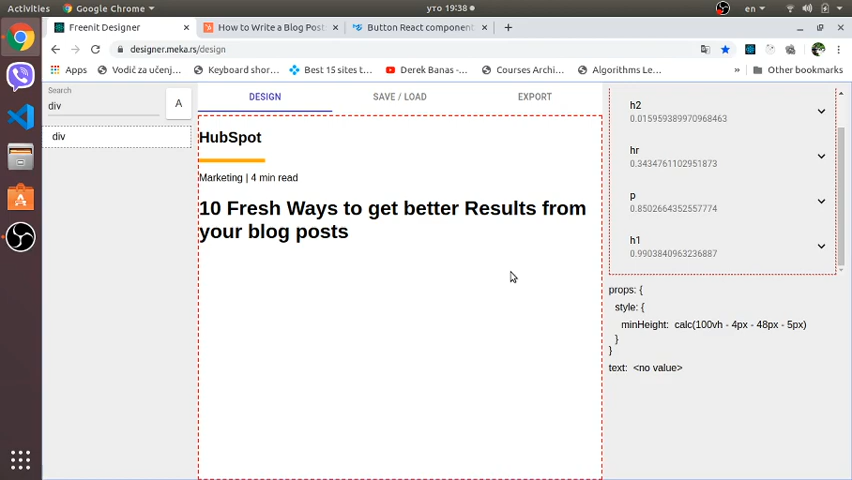 Activities
Google Chrome
уто 19:38
en
Freenit Designer
How to Write a Blog Post
Button React component
designer.meka.rs/design
Apps
Vodič za učenj...
Keyboard shor...
Best 15 sites t...
Derek Banas —...
Courses Archi...
Algorithms Le...
»
Other bookmarks
Search
div
A
div
DESIGN
SAVE / LOAD
EXPORT
HubSpot
Marketing | 4 min read
10 Fresh Ways to get better Results from
your blog posts
h2
0.015959389970968463
hr
0.3434761102951873
p
0.8502664352557774
h1
0.9903840963236887
props: {
style: {
minHeight: calc(100vh - 4px - 48px - 5px)
}
}
text: <no value>